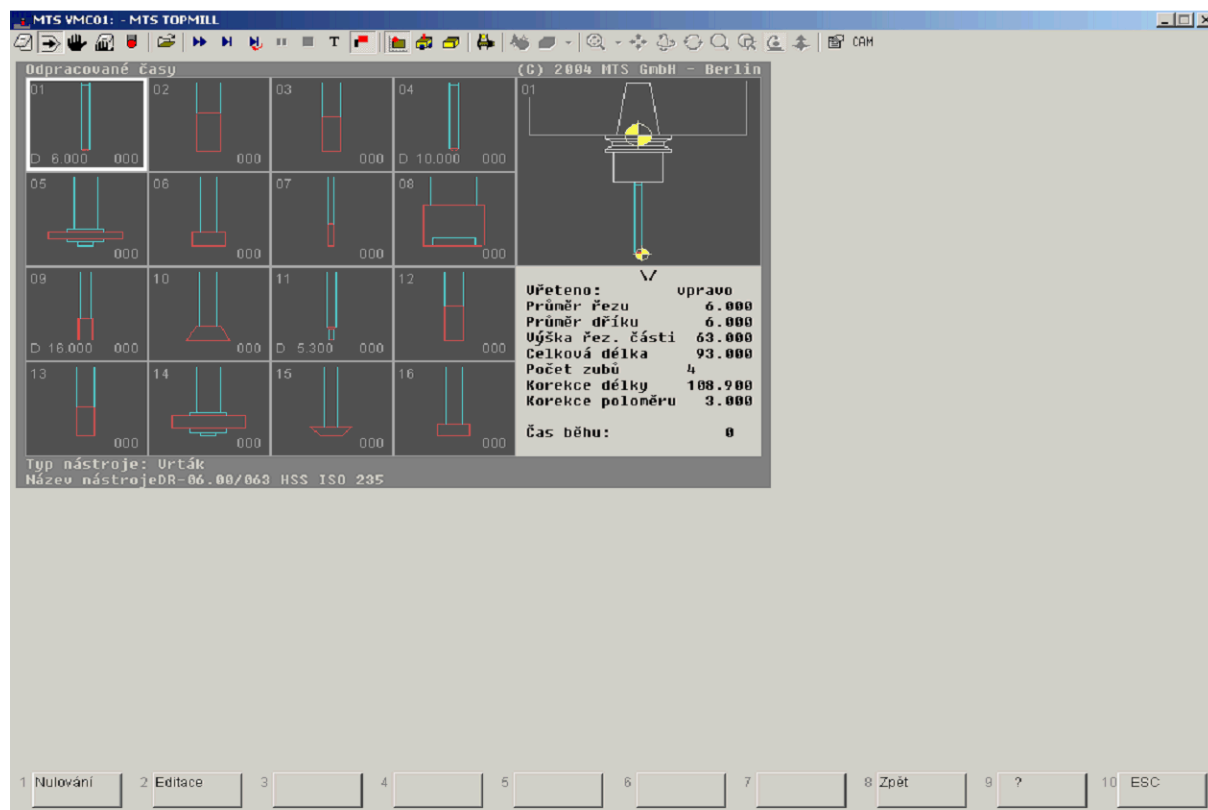 MTS VMC01: - MTS TOPMILL
T CAM
Odpracované časy (C) 2004 MTS GmbH - Berlin
01 02 03 04 01
D 6.000 000 000 000 D 10.000 000
05 06 07 08
000 000 000 000
09 10 11 12
D 16.000 000 000 D 5.300 000 000
13 14 15 16
000 000 000 000
Vřeteno: vpravo
Průměr řezu 6.000
Průměr dříku 6.000
Výška řez. části 63.000
Celková délka 93.000
Počet zubů 4
Korekce délky 108.900
Korekce poloměru 3.000
Čas běhu: 0
Typ nástroje: Vrták
Název nástrojeDR-06.00/063 HSS ISO 235
1 Nulování 2 Editace 3 4 5 6 7 8 Zpět 9 ? 10 ESC